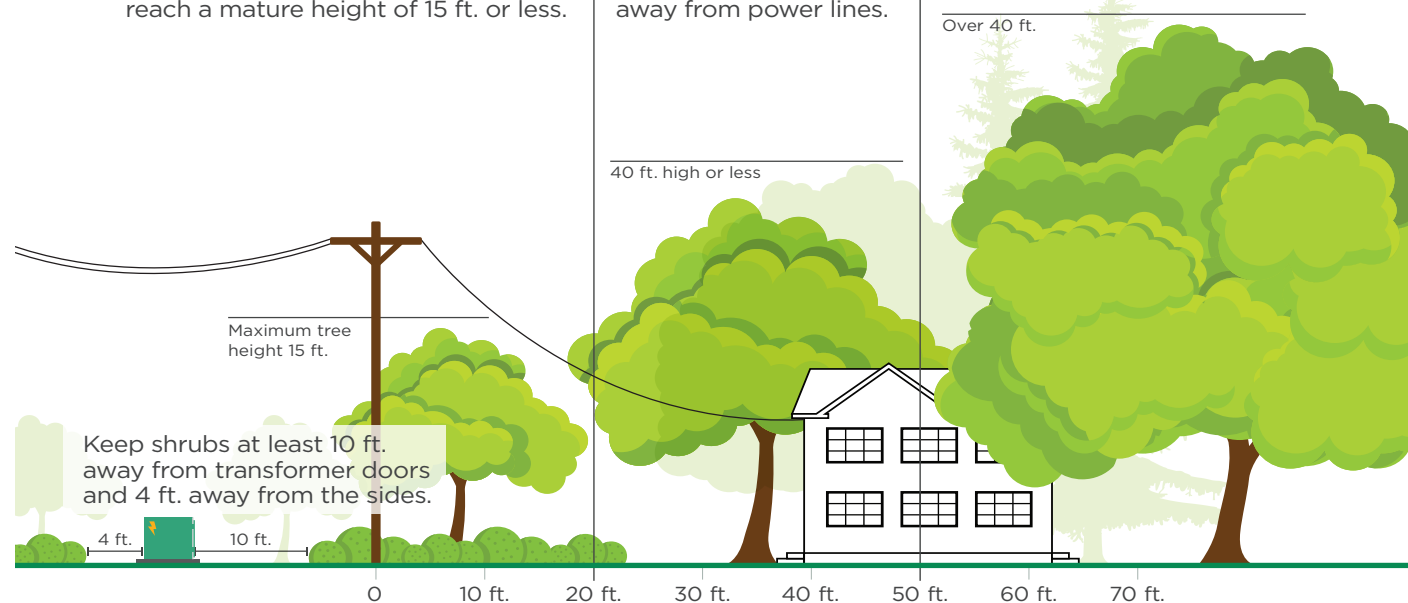 reach a mature height of 15 ft. or less.
away from power lines.
Over 40 ft.
40 ft. high or less
Maximum tree
height 15 ft.
Keep shrubs at least 10 ft.
away from transformer doors
and 4 ft. away from the sides.
4 ft.
10 ft.
0
10 ft.
20 ft.
30 ft.
40 ft.
50 ft.
60 ft.
70 ft.